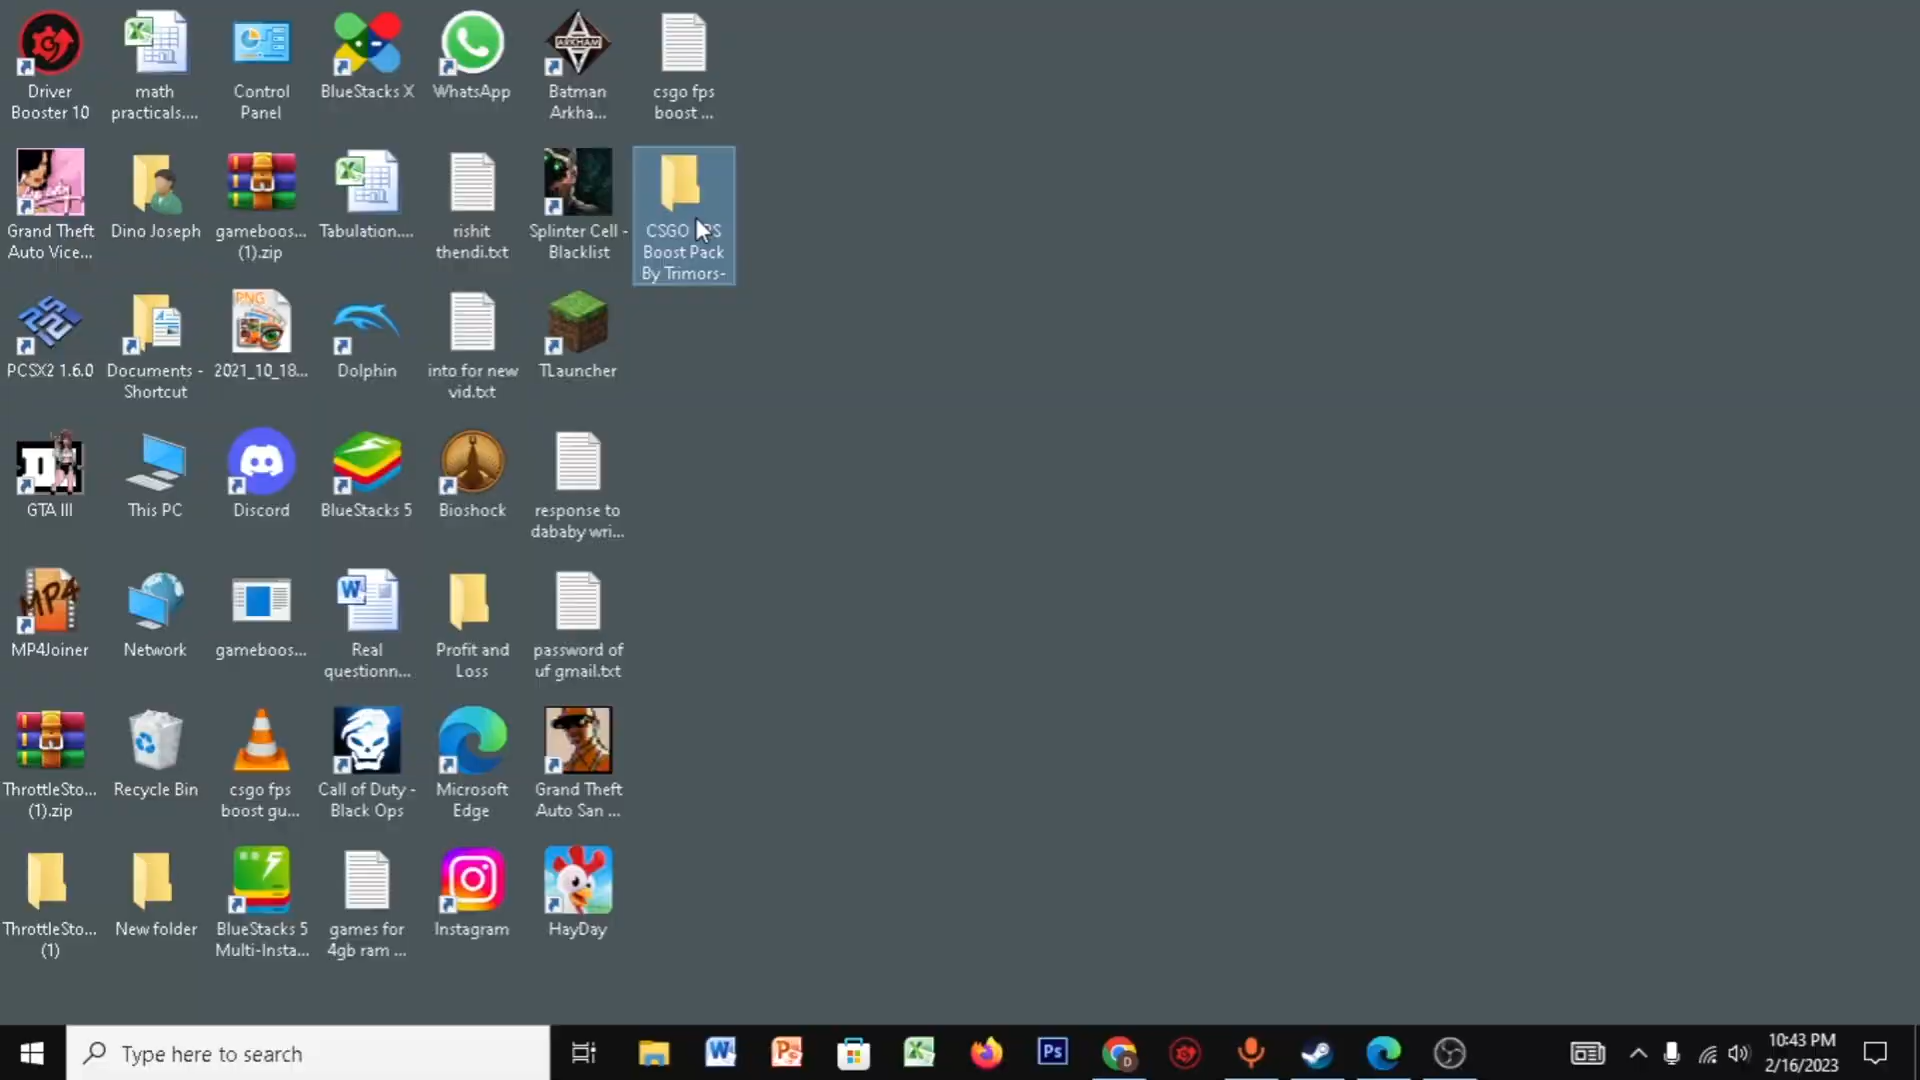 Driver
Booster 10
math
practicals....
Control
Panel
BlueStacks X
WhatsApp
Batman
Arkha...
csgo fps
boost ...
Grand Theft
Auto Vice...
Dino Joseph
gameboos...
(1).zip
Tabulation....
rishit
thendi.txt
Splinter Cell -
Blacklist
CSGO
Boost Pack
By Trimors-
PCSX2 1.6.0
Documents -
Shortcut
PNG
2021_10_18...
Dolphin
into for new
vid.txt
TLauncher
GTA III
This PC
Discord
BlueStacks 5
Bioshock
response to
dababy wri...
MP4
MP4Joiner
Network
gameboos...
Real
questionn...
Profit and
Loss
password of
uf gmail.txt
ThrottleSto...
(1).zip
Recycle Bin
csgo fps
boost gu...
Call of Duty -
Black Ops
Microsoft
Edge
Grand Theft
Auto San ...
ThrottleSto...
(1)
New folder
BlueStacks 5
Multi-Insta...
games for
4gb ram ...
Instagram
HayDay
Type here to search
Ps
10:43 PM
2/16/2023